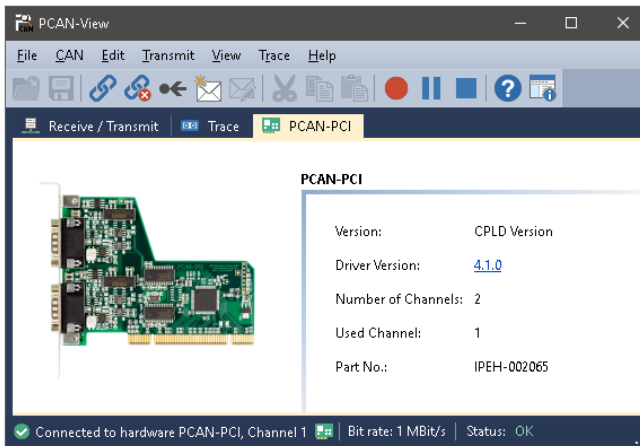 PCAN-View
File CAN Edit Transmit View Trace Help
Receive / Transmit Trace PCAN-PCI
PCAN-PCI
Version: CPLD Version
Driver Version: 4.1.0
Number of Channels: 2
Used Channel: 1
Part No.: IPEH-002065
Connected to hardware PCAN-PCI, Channel 1 Bit rate: 1 MBit/s Status: OK